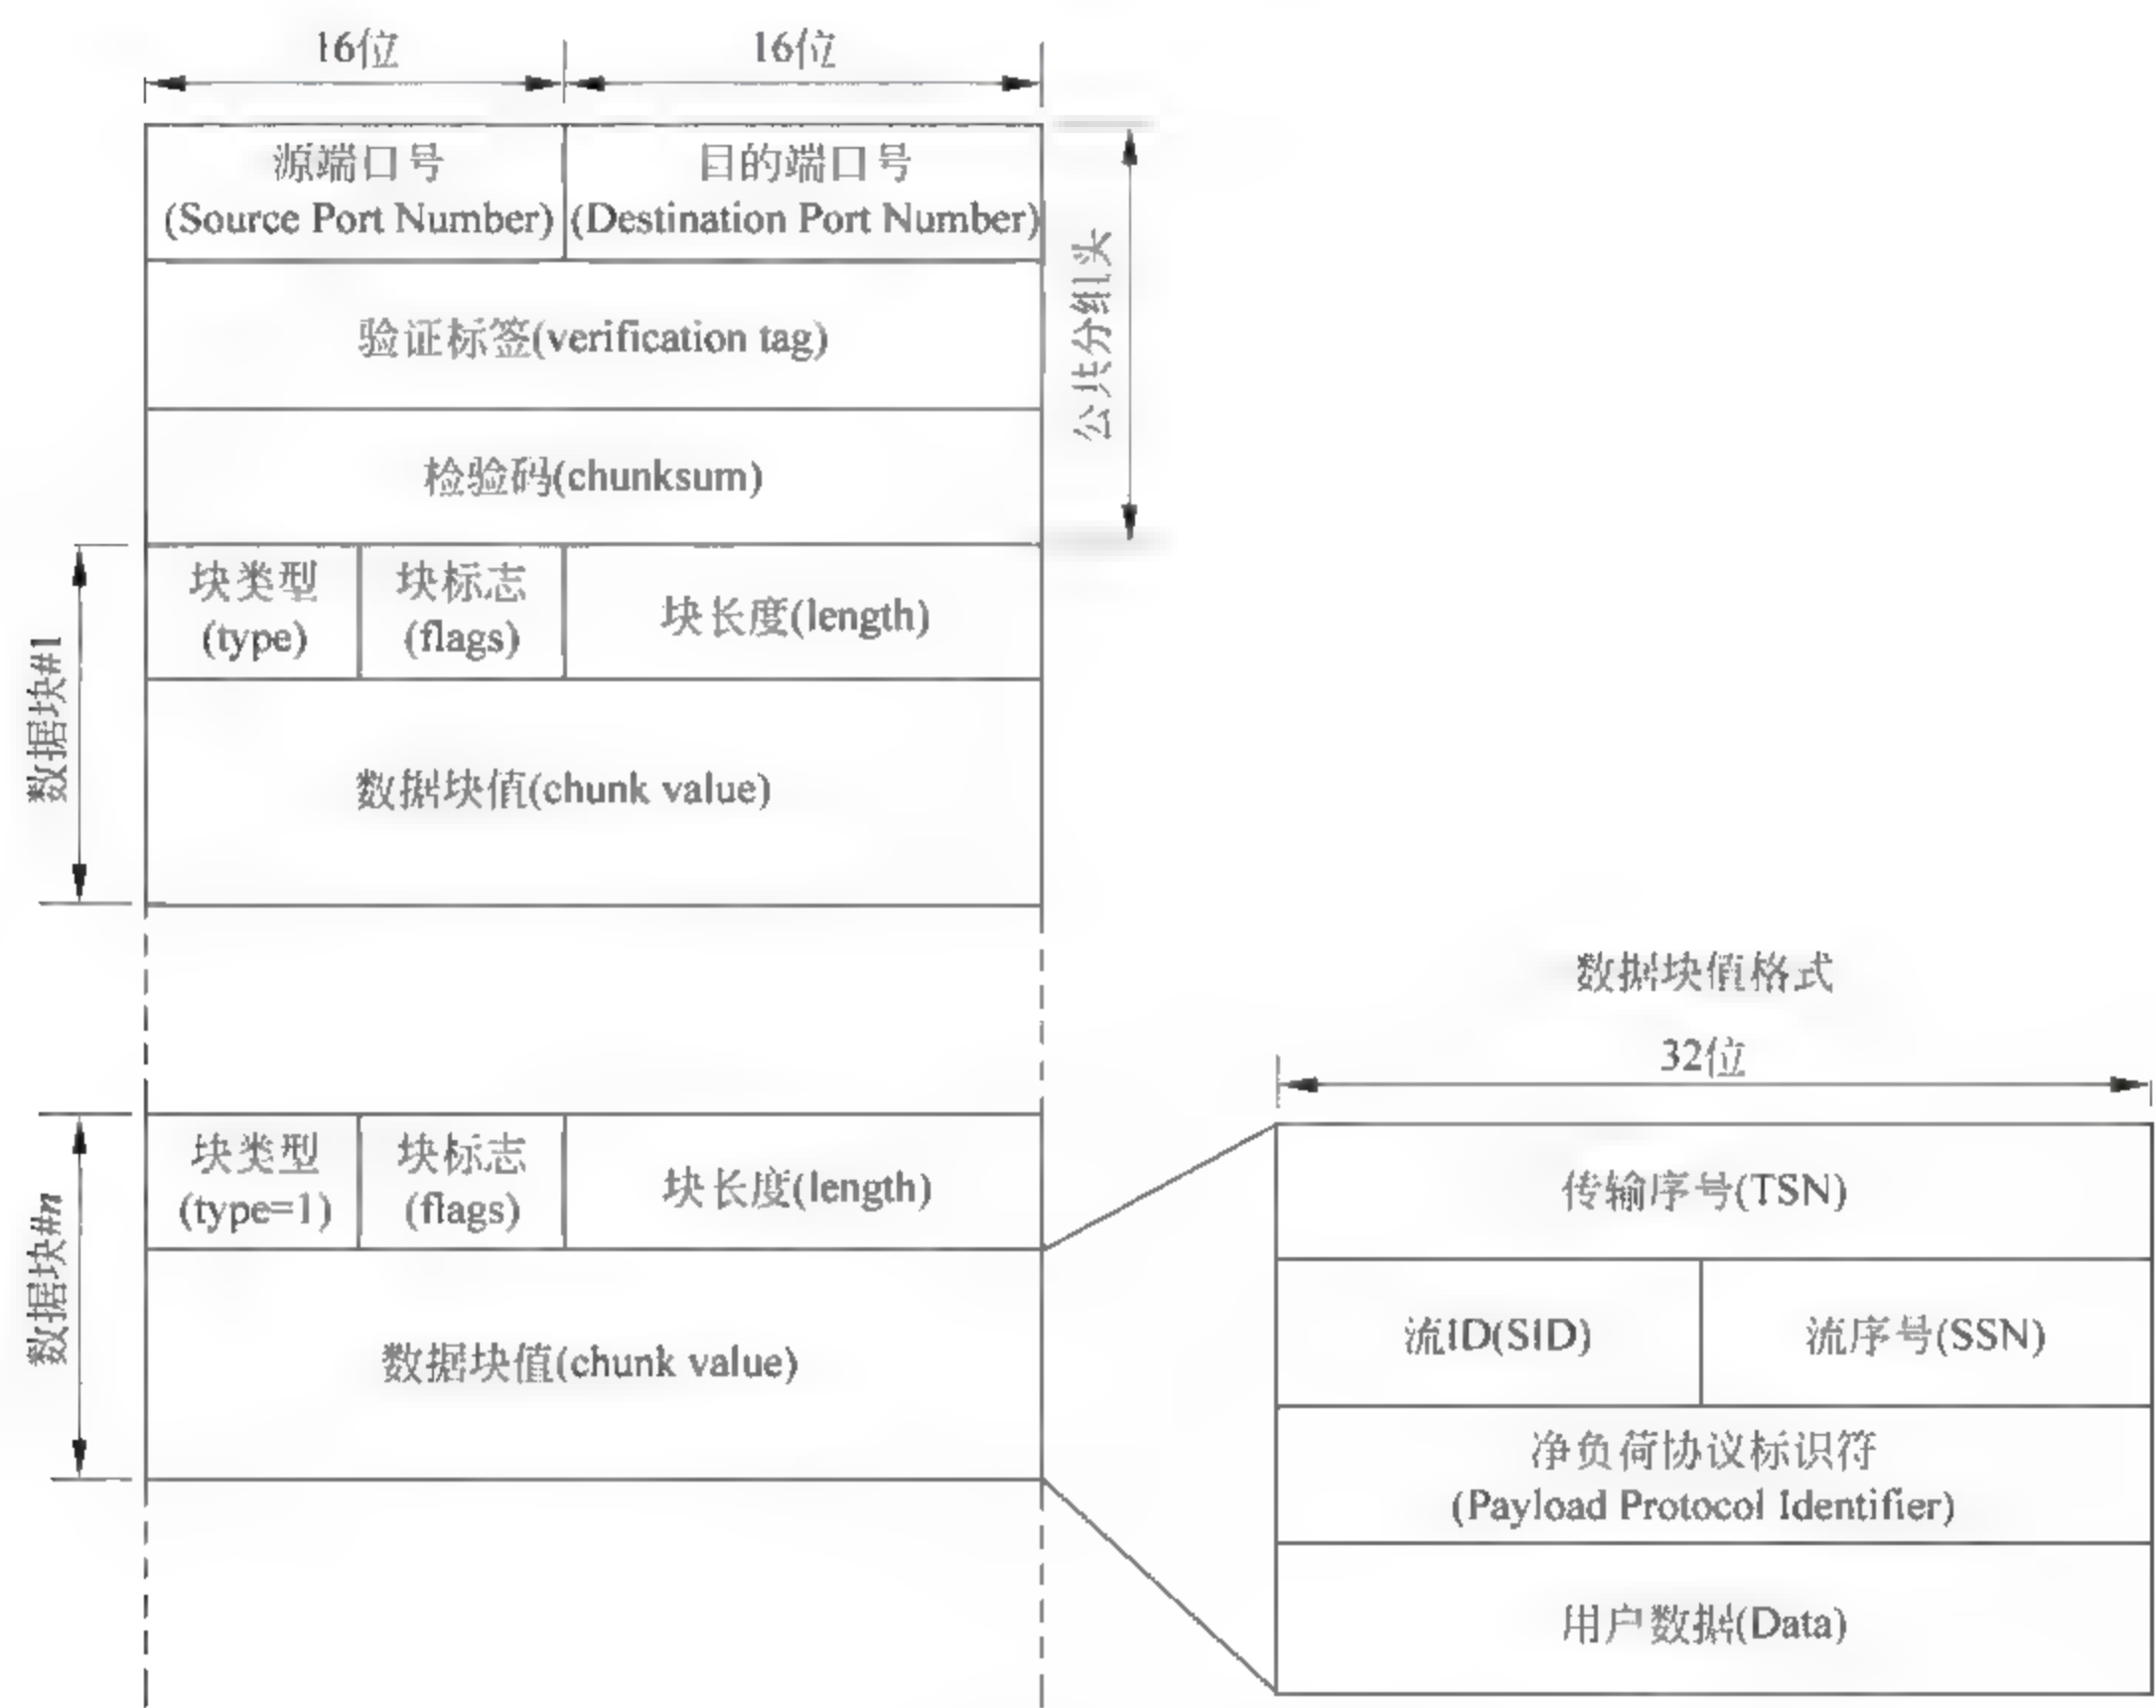 16位
16位
源端口号
(Source Port Number)
目的端口号
(Destination Port Number)
公共分组头
验证标签(verification tag)
检验码(chunksum)
数据块#1
块类型
(type)
块标志
(flags)
块长度(length)
数据块值(chunk value)
数据块#n
块类型
(type=1)
块标志
(flags)
块长度(length)
数据块值(chunk value)
数据块值格式
32位
传输序号(TSN)
流ID(SID)
流序号(SSN)
净负荷协议标识符
(Payload Protocol Identifier)
用户数据(Data)